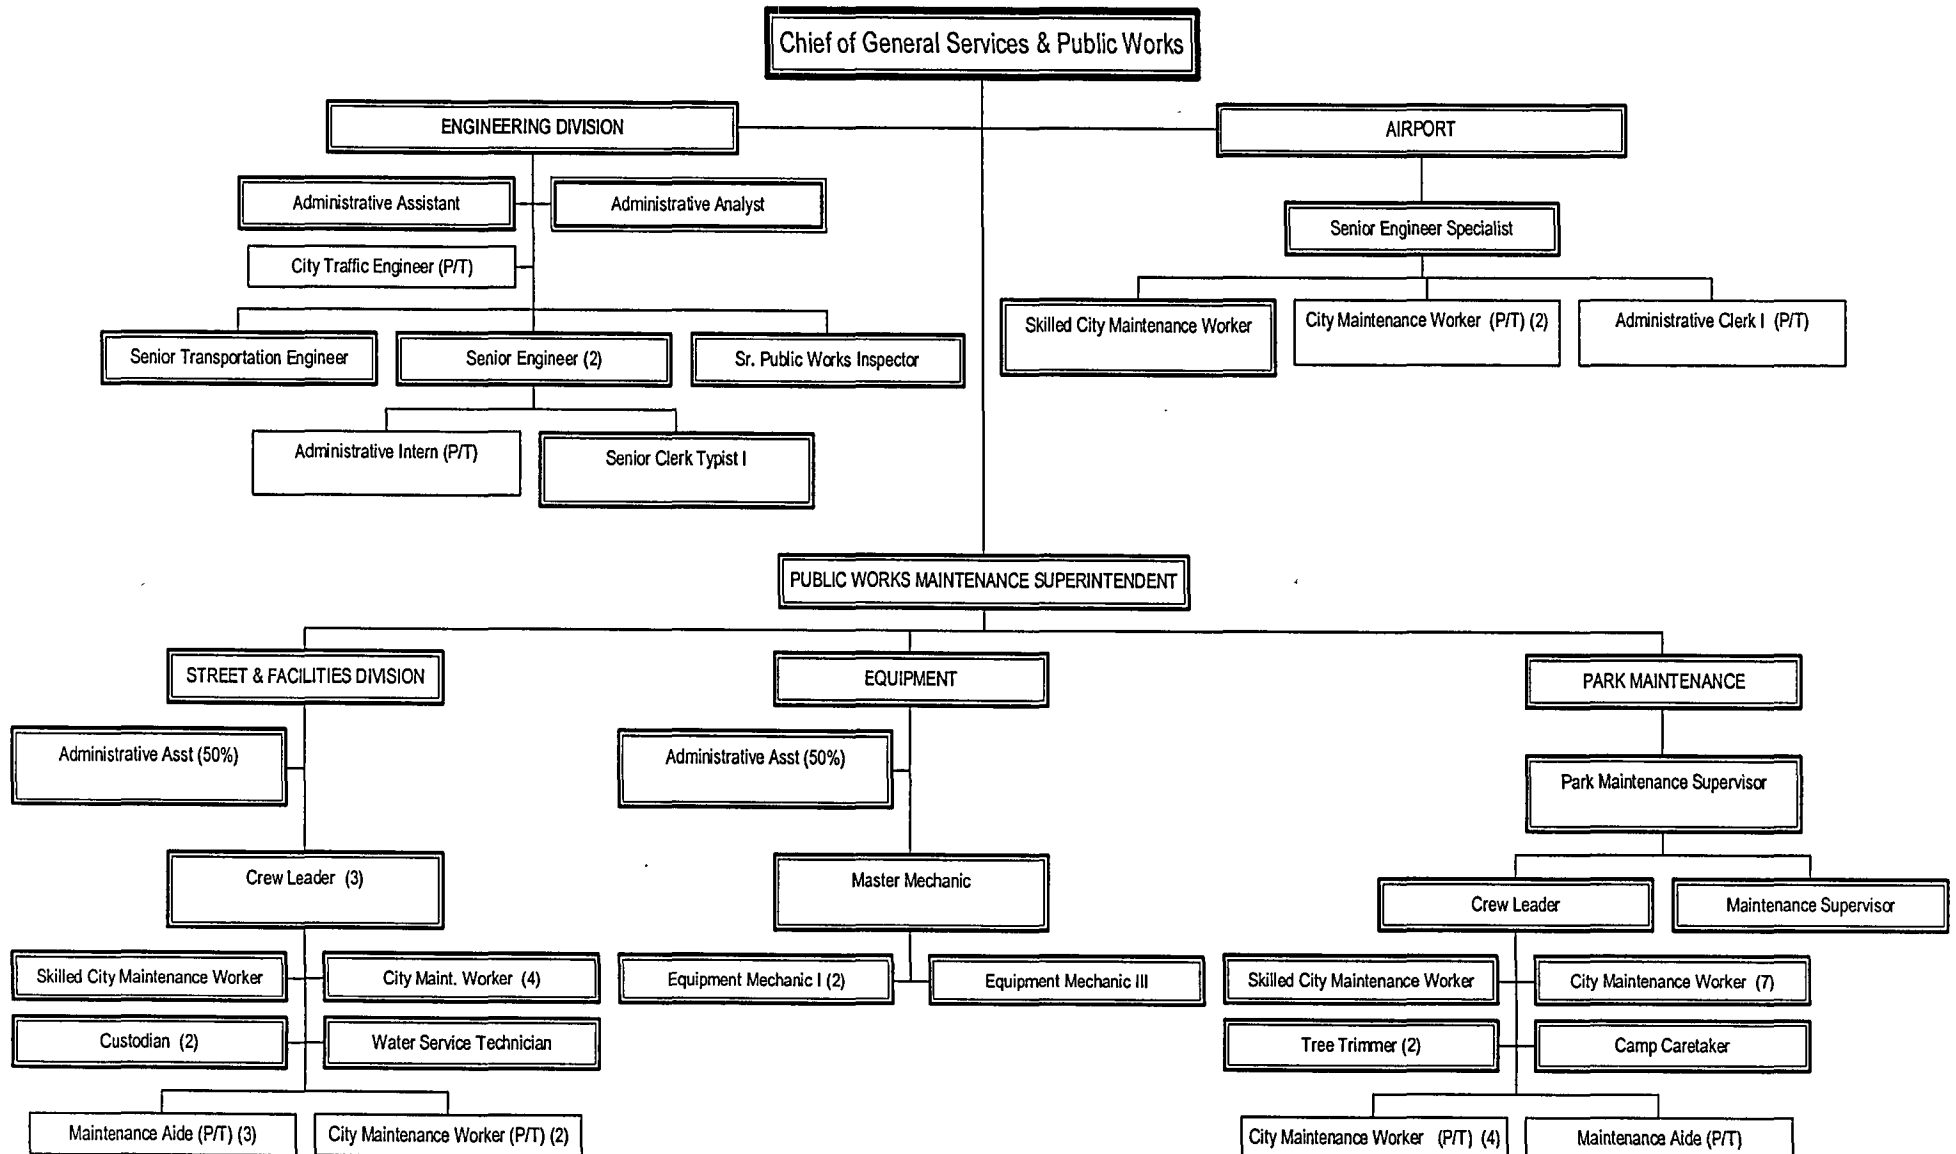 Chief of General Services & Public Works
ENGINEERING DIVISION
AIRPORT
Administrative Assistant
Administrative Analyst
Senior Engineer Specialist
City Traffic Engineer (P/T)
Skilled City Maintenance Worker
City Maintenance Worker (P/T) (2)
Administrative Clerk I (P/T)
Senior Transportation Engineer
Senior Engineer (2)
Sr. Public Works Inspector
Administrative Intern (P/T)
Senior Clerk Typist I
PUBLIC WORKS MAINTENANCE SUPERINTENDENT
STREET & FACILITIES DIVISION
EQUIPMENT
PARK MAINTENANCE
Administrative Asst (50%)
Administrative Asst (50%)
Park Maintenance Supervisor
Crew Leader (3)
Master Mechanic
Crew Leader
Maintenance Supervisor
Skilled City Maintenance Worker
City Maint. Worker (4)
Equipment Mechanic I (2)
Equipment Mechanic III
Skilled City Maintenance Worker
City Maintenance Worker (7)
Custodian (2)
Water Service Technician
Tree Trimmer (2)
Camp Caretaker
Maintenance Aide (P/T) (3)
City Maintenance Worker (P/T) (2)
City Maintenance Worker (P/T) (4)
Maintenance Aide (P/T)